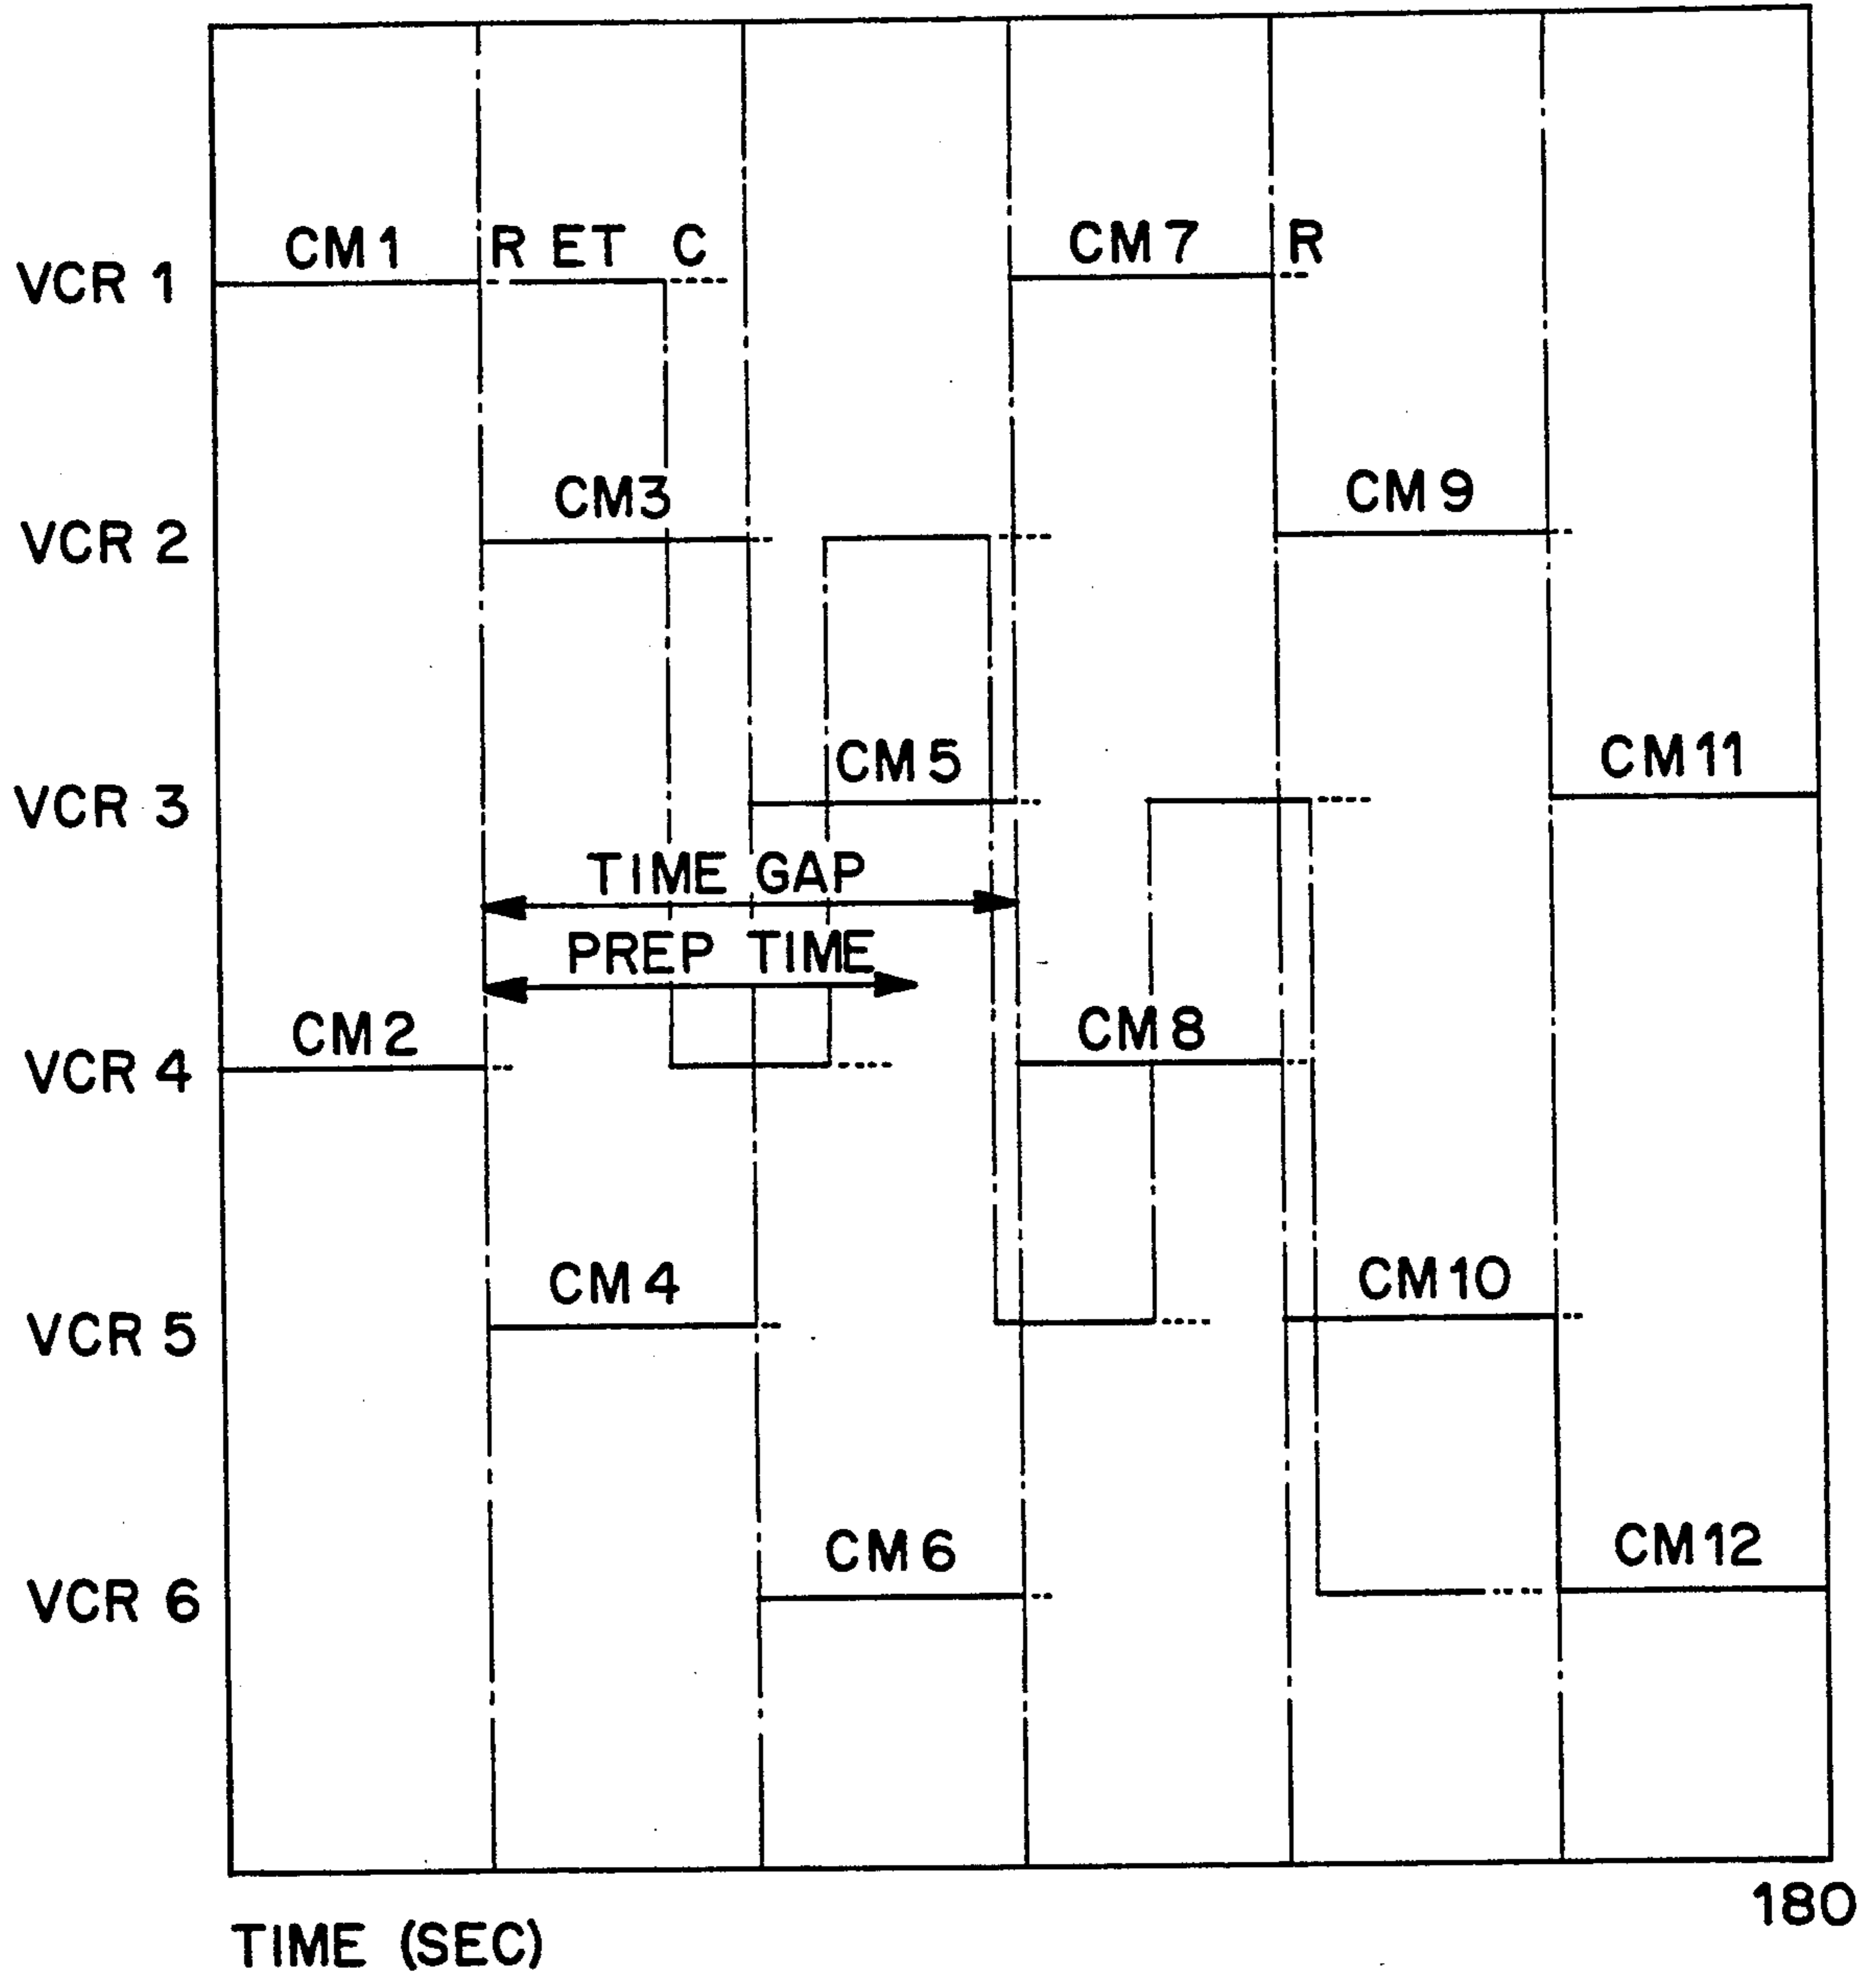 CM1 R ET C CM7 R
VCR 1
CM3 CM9
VCR 2
CM5 CM11
VCR 3
TIME GAP
PREP TIME
CM2 CM8
VCR 4
CM4 CM10
VCR 5
CM6 CM12
VCR 6
180
TIME (SEC)